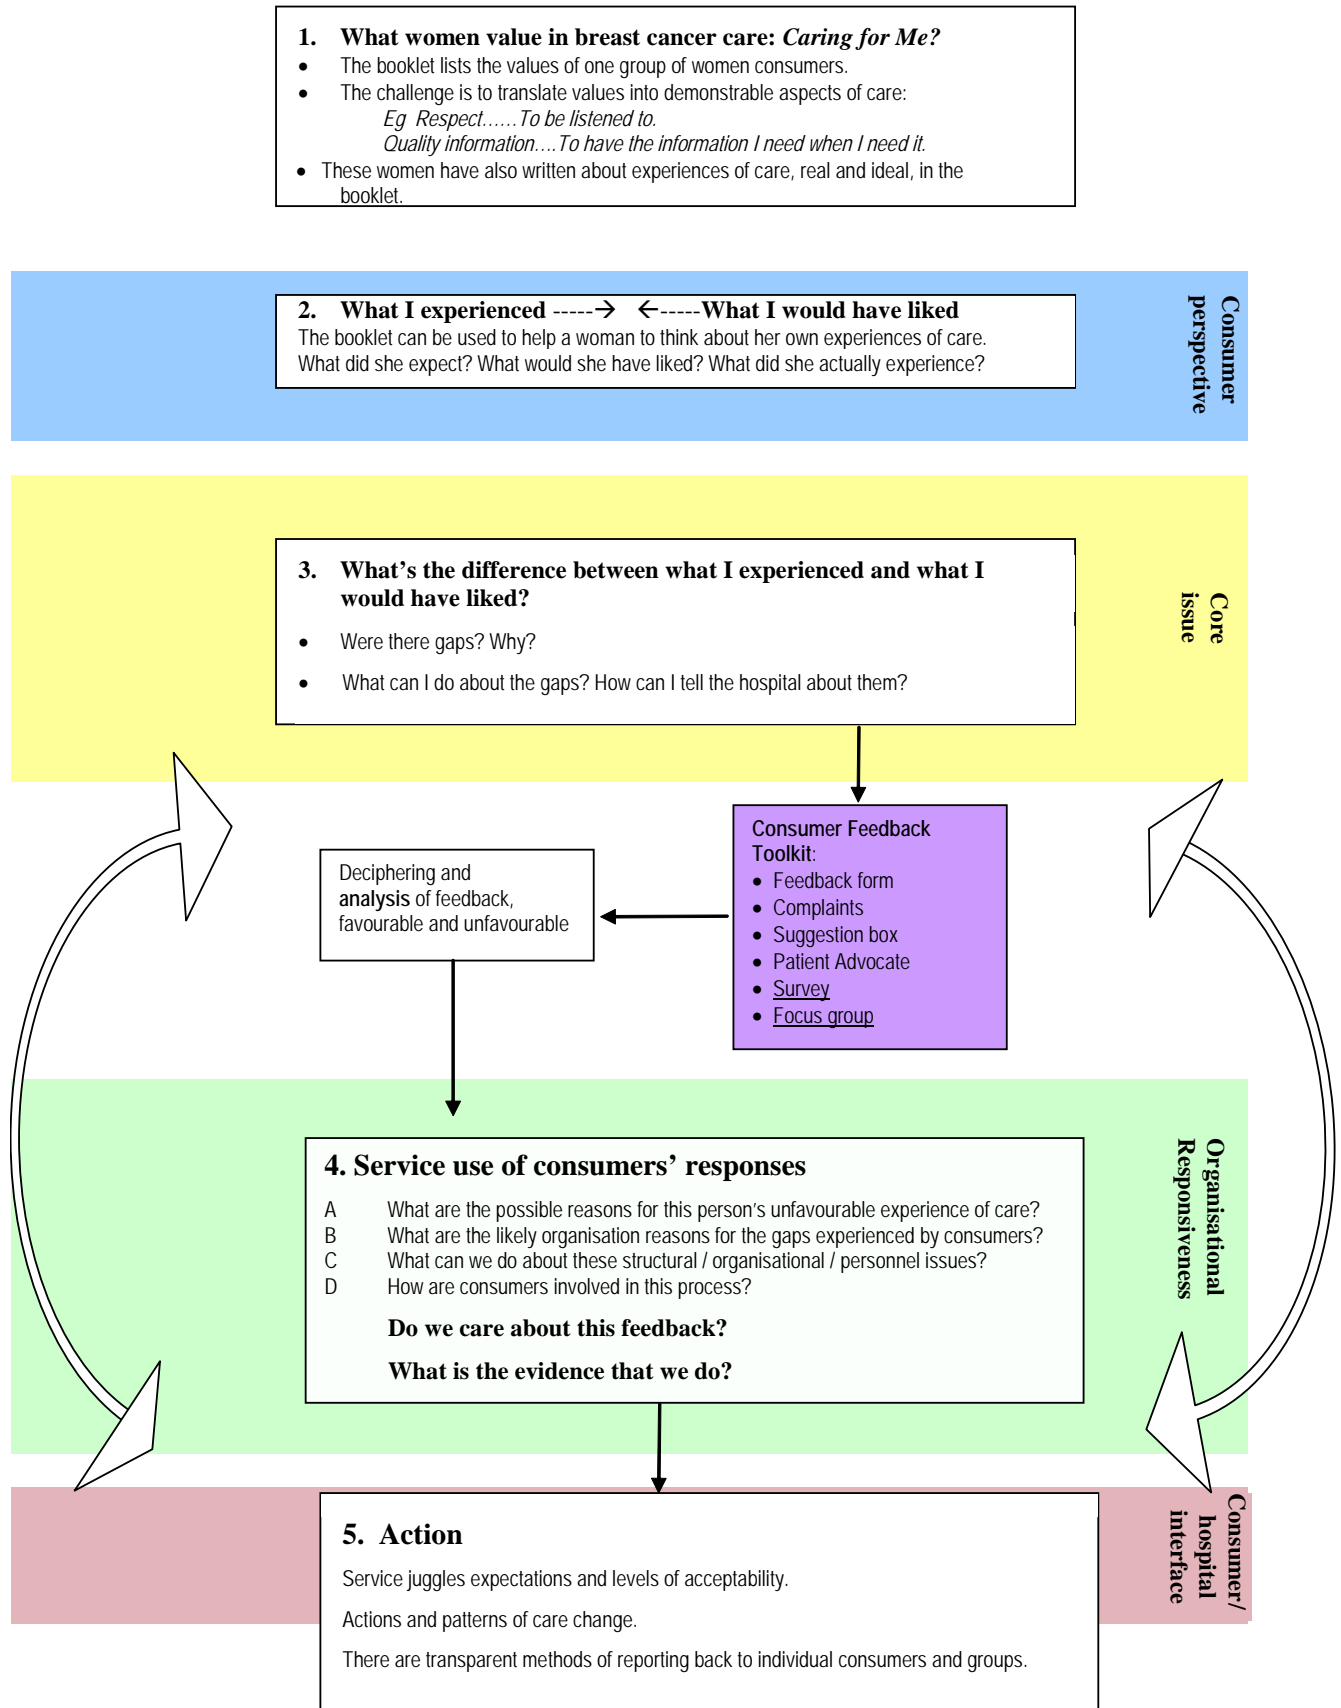 1. What women value in breast cancer care: Caring for Me?
• The booklet lists the values of one group of women consumers.
• The challenge is to translate values into demonstrable aspects of care:
Eg Respect......To be listened to.
Quality information....To have the information I need when I need it.
• These women have also written about experiences of care, real and ideal, in the
booklet.
2. What I experienced -----→ ←-----What I would have liked
The booklet can be used to help a woman to think about her own experiences of care.
What did she expect? What would she have liked? What did she actually experience?
Consumer
perspective
3. What's the difference between what I experienced and what I
would have liked?
• Were there gaps? Why?
• What can I do about the gaps? How can I tell the hospital about them?
Core
issue
Consumer Feedback
Toolkit:
• Feedback form
• Complaints
• Suggestion box
• Patient Advocate
• Survey
• Focus group
Deciphering and
analysis of feedback,
favourable and unfavourable
4. Service use of consumers' responses
A What are the possible reasons for this person's unfavourable experience of care?
B What are the likely organisation reasons for the gaps experienced by consumers?
C What can we do about these structural / organisational / personnel issues?
D How are consumers involved in this process?
Do we care about this feedback?
What is the evidence that we do?
Organisational
Responsiveness
5. Action
Service juggles expectations and levels of acceptability.
Actions and patterns of care change.
There are transparent methods of reporting back to individual consumers and groups.
Consumer/
hospital
interface